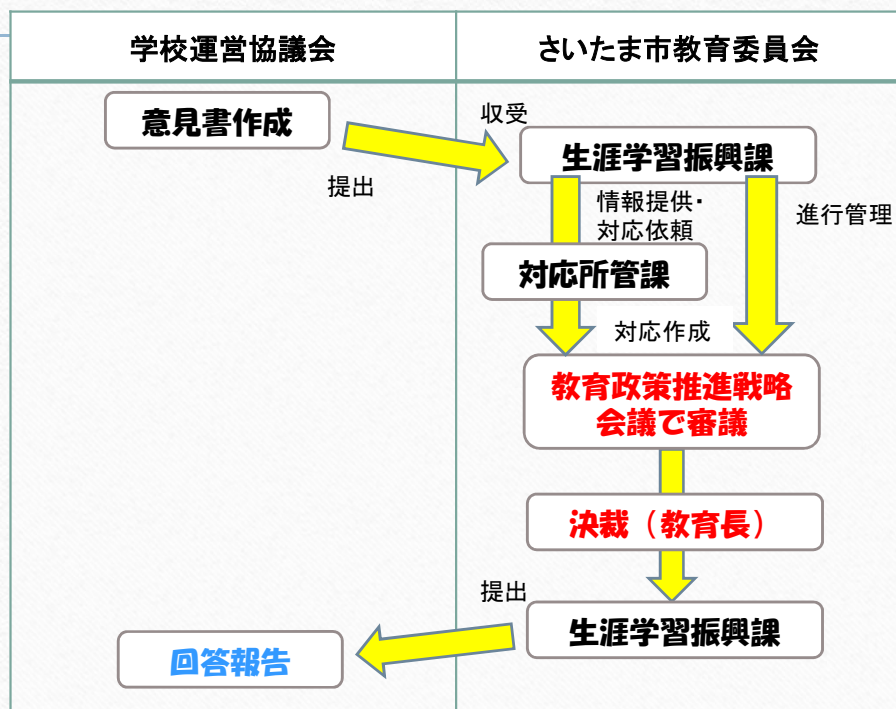 学校運営協議会
さいたま市教育委員会
意見書作成
収受
提出
生涯学習振興課
情報提供・
対応依頼
進行管理
対応所管課
対応作成
教育政策推進戦略
会議で審議
決裁（教育長）
提出
生涯学習振興課
回答報告